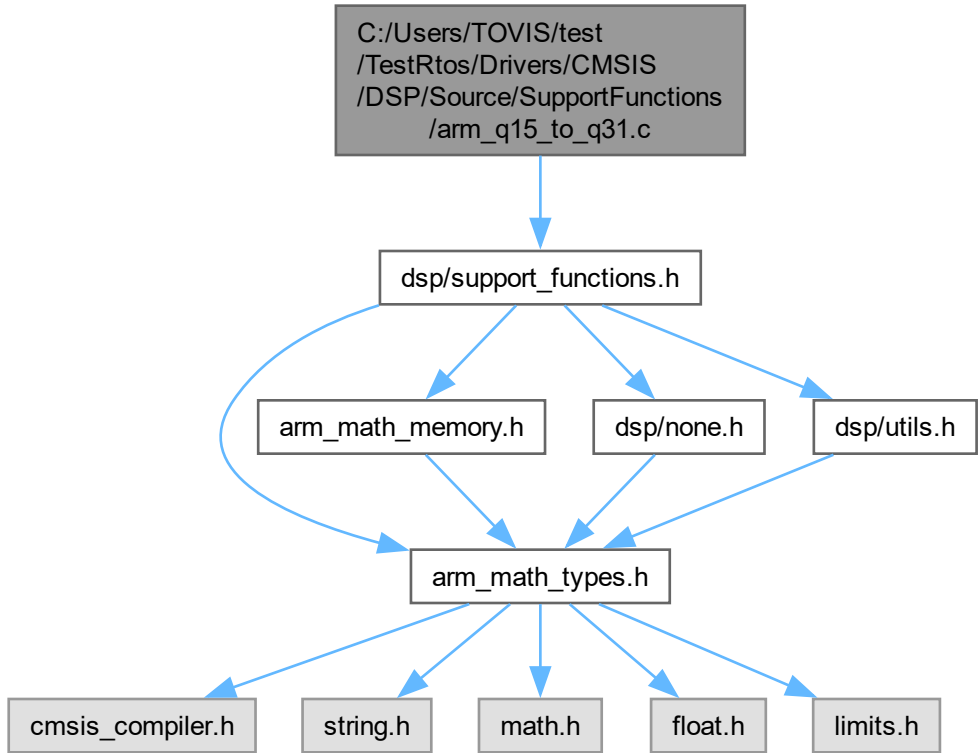 C:/Users/TOVIS/test
/TestRtos/Drivers/CMSIS
/DSP/Source/SupportFunctions
/arm_q15_to_q31.c
dsp/support_functions.h
arm_math_memory.h
dsp/none.h
dsp/utils.h
arm_math_types.h
cmsis_compiler.h
string.h
math.h
float.h
limits.h